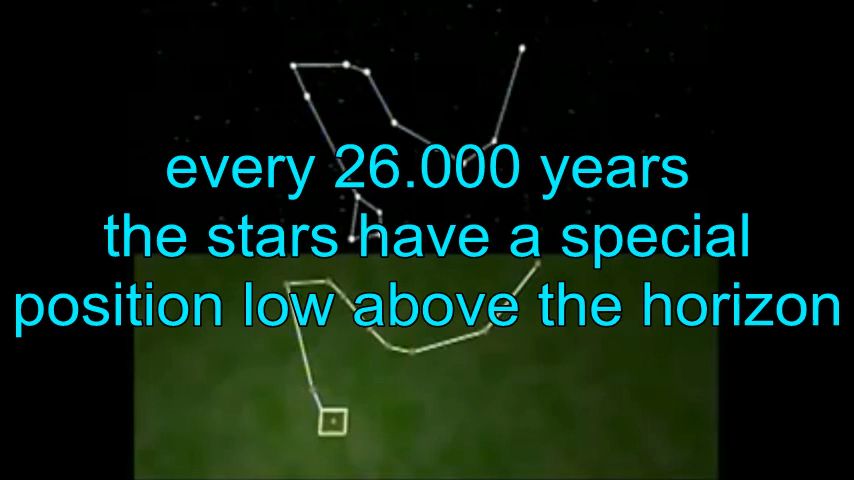 every 26.000 years
the stars have a special
position low above the horizon